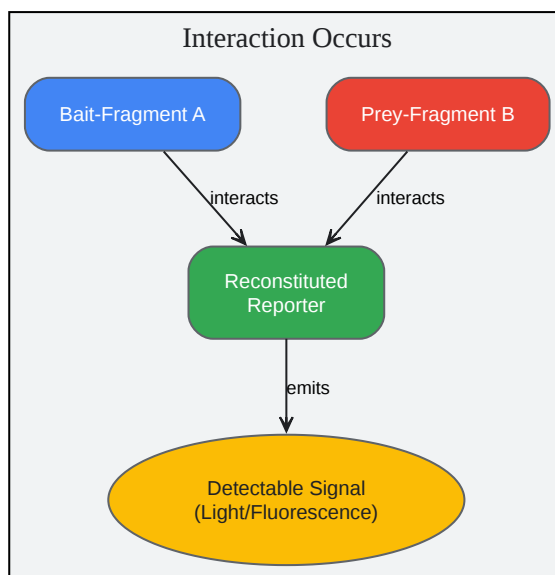 Interaction Occurs
Bait-Fragment A
Prey-Fragment B
interacts
interacts
Reconstituted
Reporter
emits
Detectable Signal
(Light/Fluorescence)